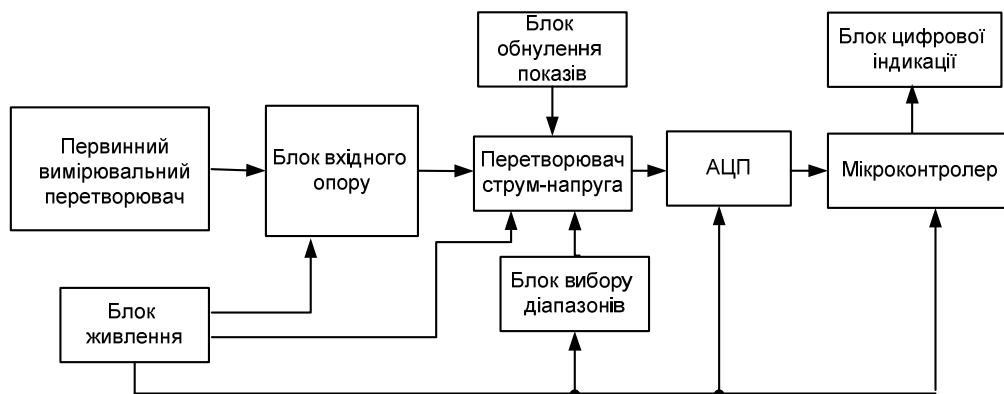 Блок
обнулення
показів
Блок цифрової
індикації
Первинний
вимірювальний
перетворювач
Блок вхідного
опору
Перетворювач
струм-напруга
АЦП
Мікроконтролер
Блок вибору
діапазонів
Блок
живлення